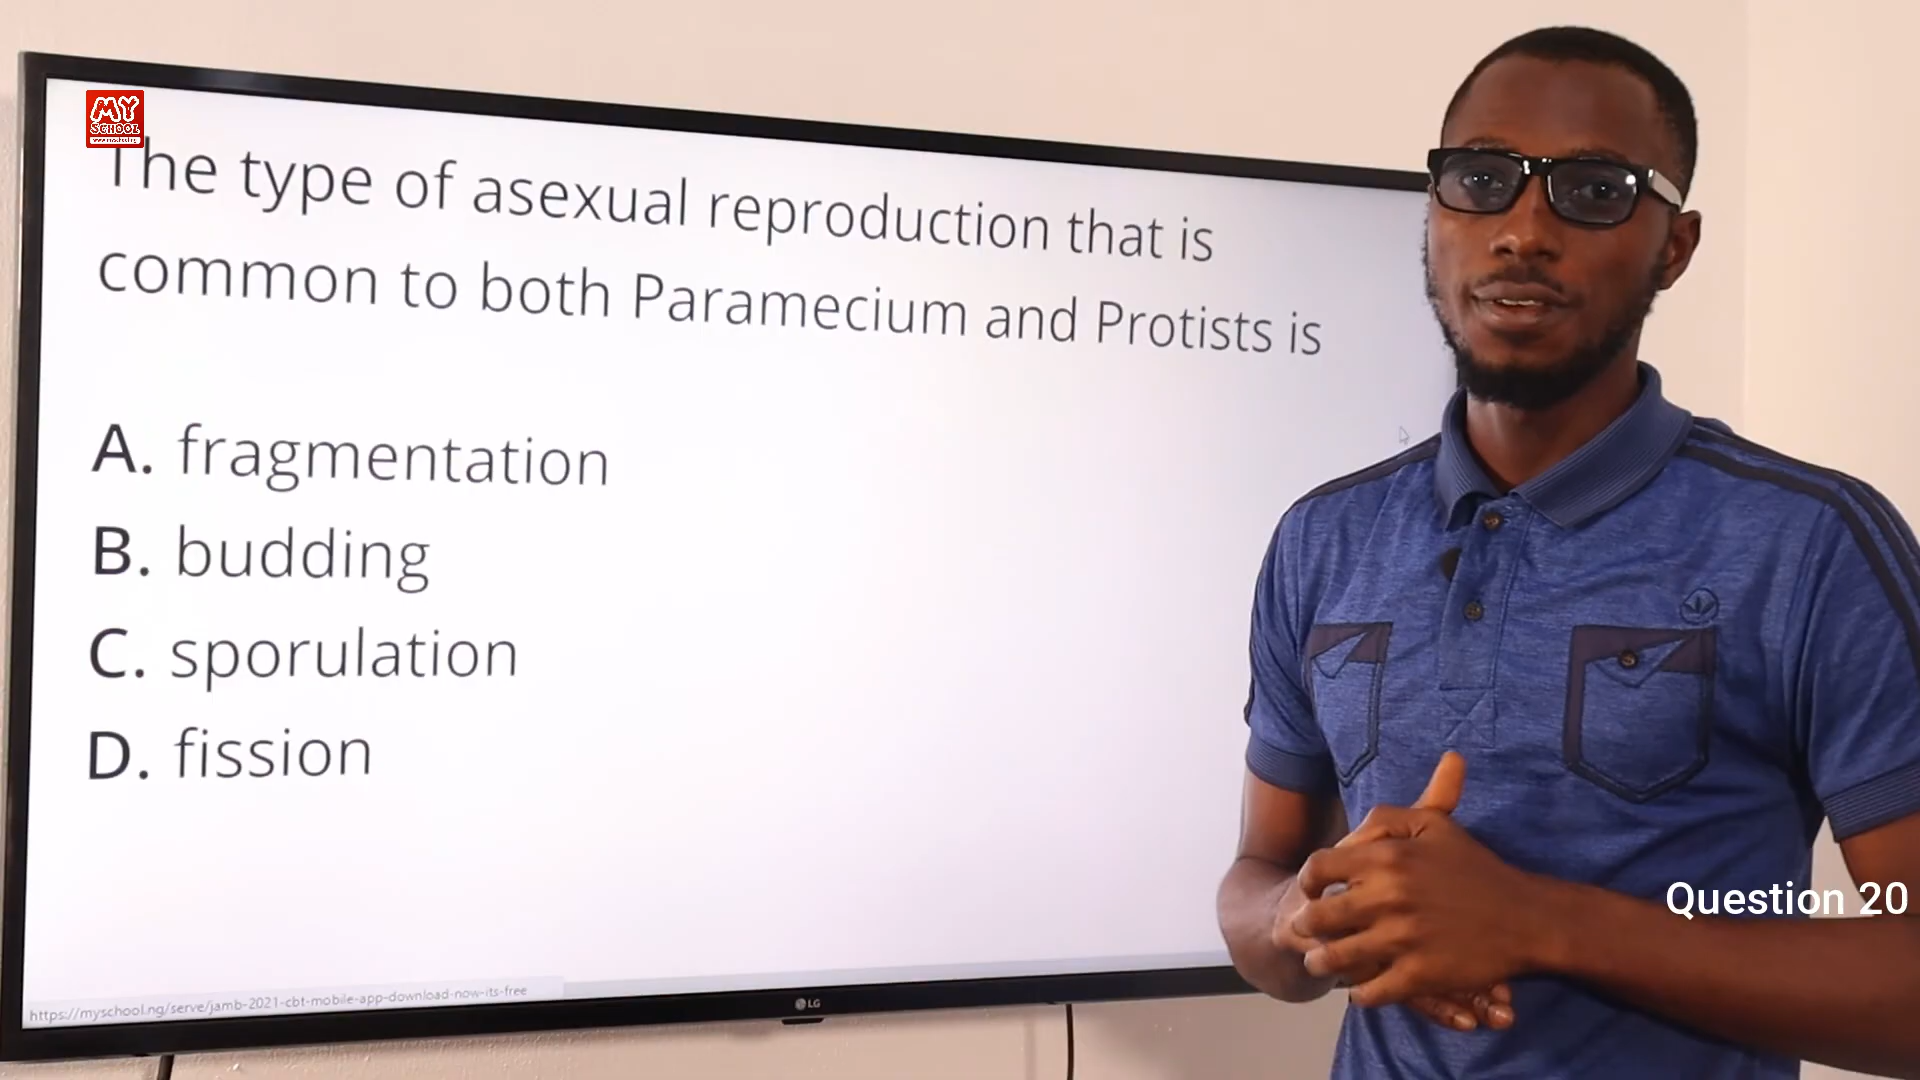 MY
SCHOOL
The type of asexual reproduction that is
common to both Paramecium and Protists is
A. fragmentation
B. budding
C. sporulation
D. fission
Question 20
https://myschool.ng/serve/jamb-2021-cbt-mobile-app-download-now-its-free
LG